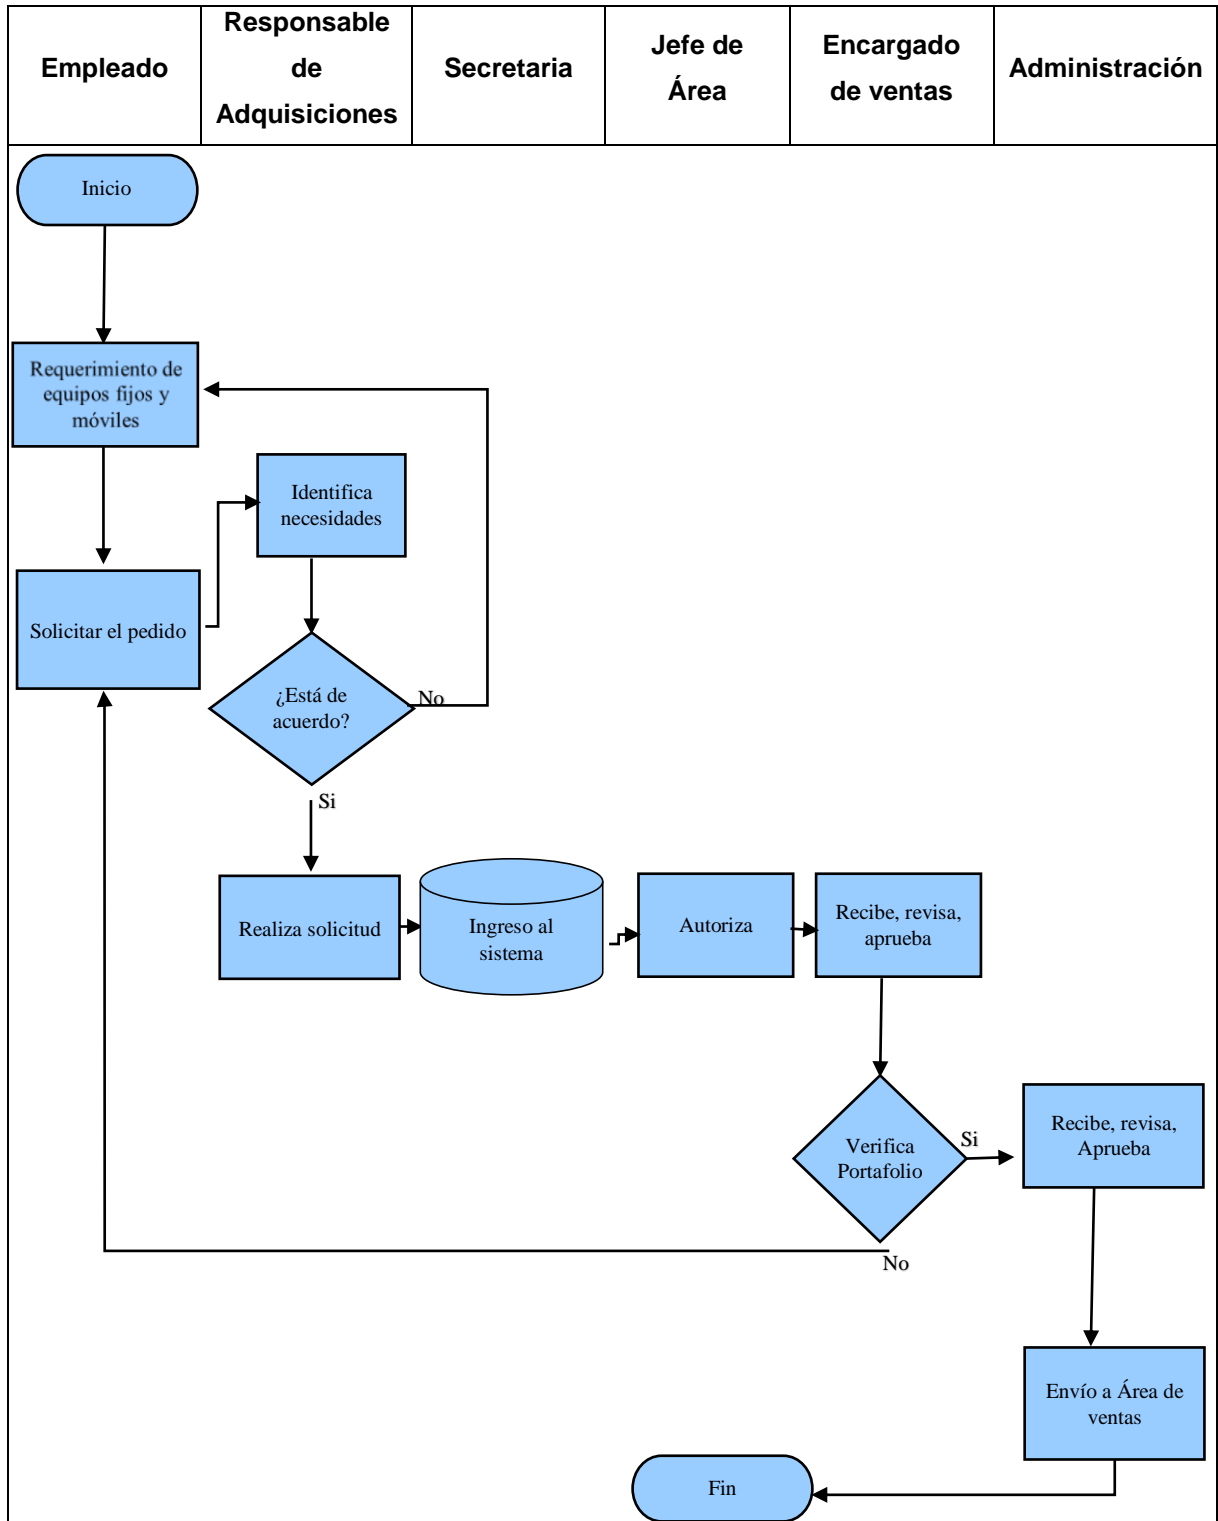 Empleado
Responsable
de
Adquisiciones
Secretaria
Jefe de
Área
Encargado
de ventas
Administración
Inicio
Requerimiento de
equipos fijos y
móviles
Identifica
necesidades
Solicitar el pedido
¿Está de
acuerdo?
No
Si
Realiza solicitud
Ingreso al
sistema
Autoriza
Recibe, revisa,
aprueba
Verifica
Portafolio
Si
Recibe, revisa,
Aprueba
No
Envío a Área de
ventas
Fin